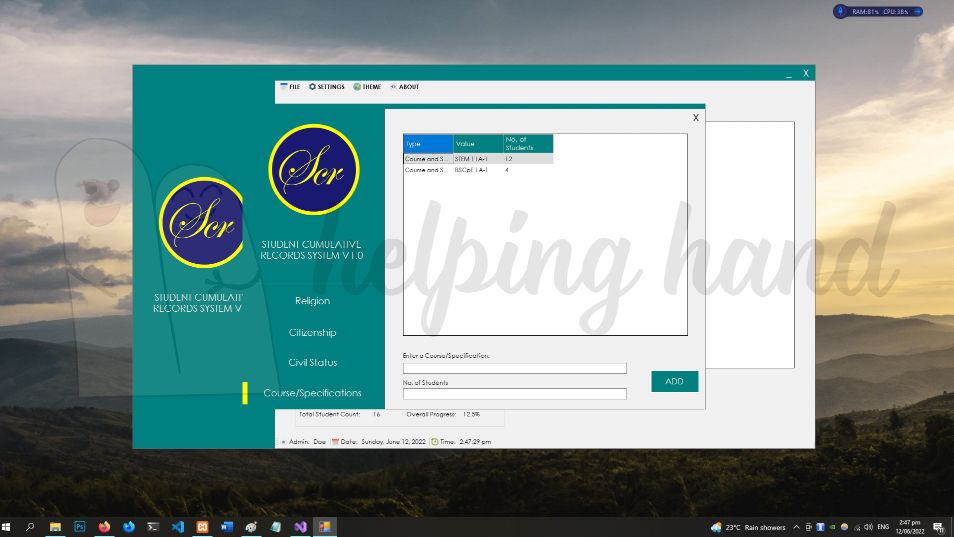 RAM:81% CPU:38%
_ X
FILE SETTINGS THEME ABOUT
X
Type Value No. of
Students
Course and S... STEM-11A-1 12
Course and S... BSCpE 1A-1 4
Scr
Scr
STUDENT CUMULATIVE
RECORDS SYSTEM V1.0
STUDENT CUMULATI
RECORDS SYSTEM V
helping hand
Religion
Citizenship
Civil Status
Course/Specifications
Enter a Course/Specification:
No. of Students
ADD
Total Student Count: 16 Overall Progress: 12.5%
Admin: Doe Date: Sunday, June 12, 2022 Time: 2:47:29 pm
23°C Rain showers ENG 2:47 pm
12/06/2022